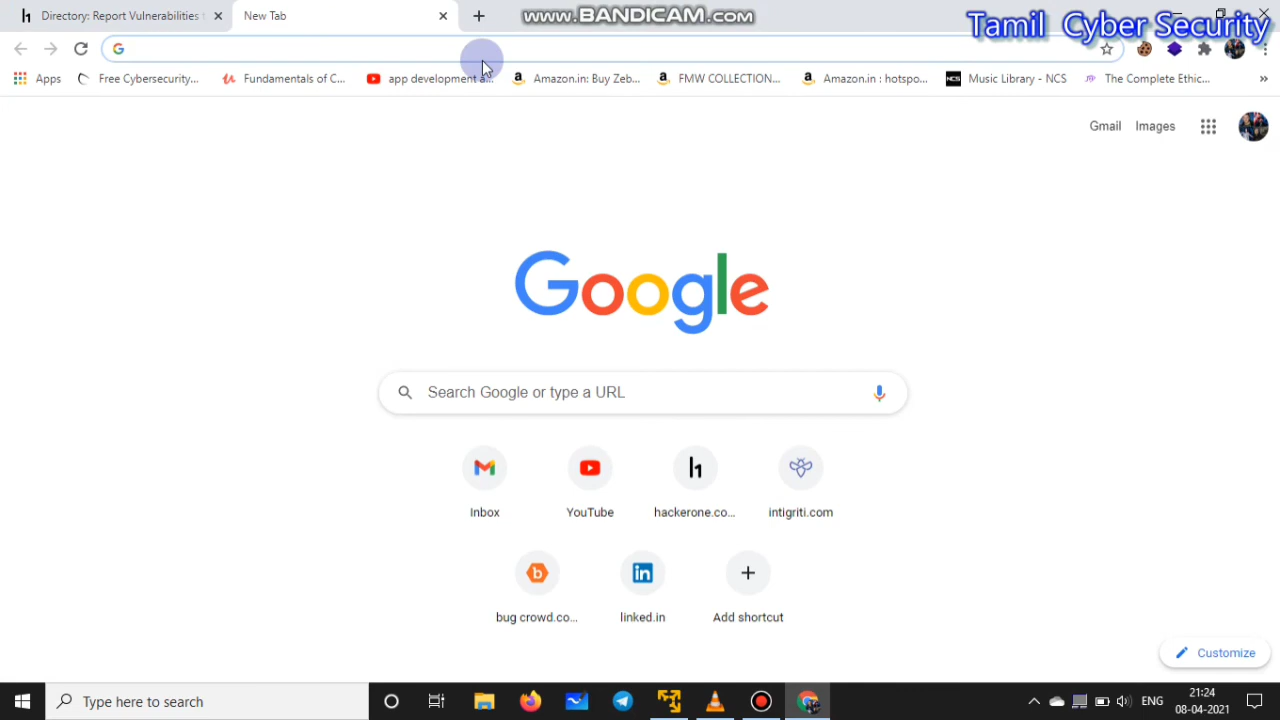 Directory: Report Vulnerabilities
New Tab
www.BANDICAM.com
Tamil Cyber Security
Apps
Free Cybersecurity...
Fundamentals of C...
app development a...
Amazon.in: Buy Zeb...
FMW COLLECTION...
Amazon.in : hotspo...
Music Library - NCS
The Complete Ethic...
»
Gmail
Images
Google
Search Google or type a URL
Inbox
YouTube
hackerone.co...
intigriti.com
bug crowd.co...
linked.in
Add shortcut
Customize
Type here to search
ENG
21:24
08-04-2021